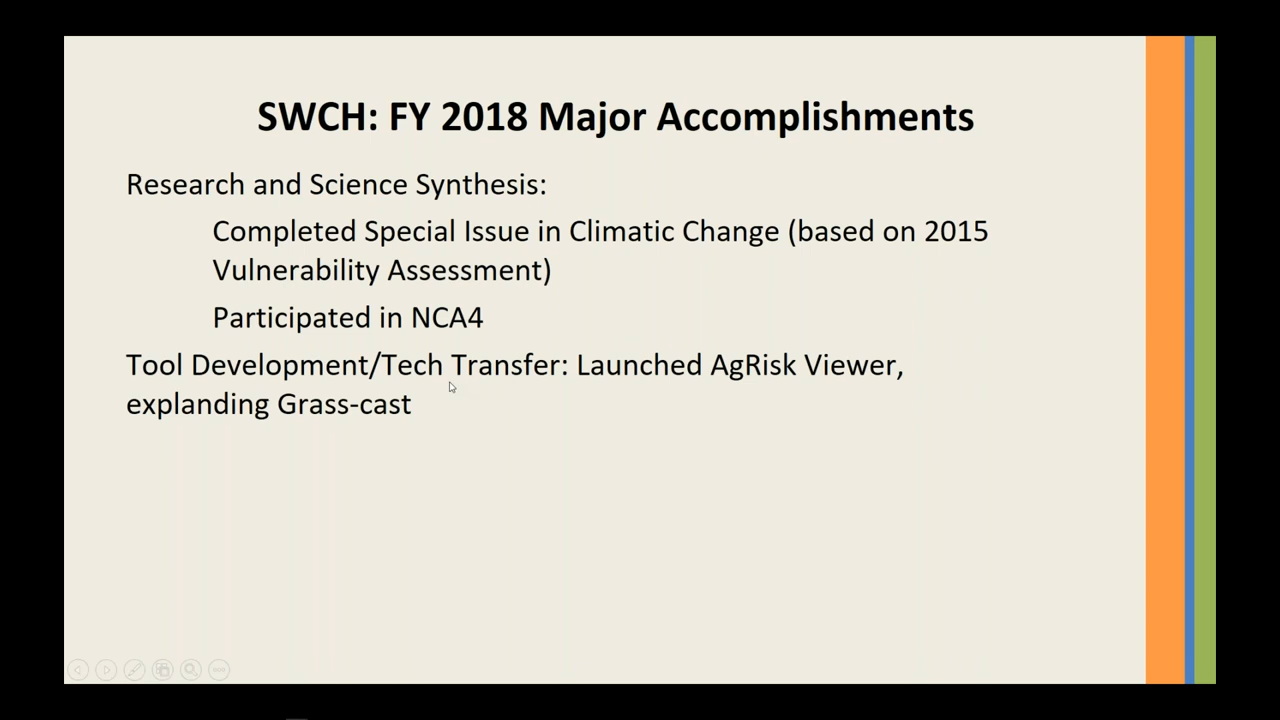 SWCH: FY 2018 Major Accomplishments
Research and Science Synthesis:
Completed Special Issue in Climatic Change (based on 2015
Vulnerability Assessment)
Participated in NCA4
Tool Development/Tech Transfer: Launched AgRisk Viewer,
explanding Grass-cast